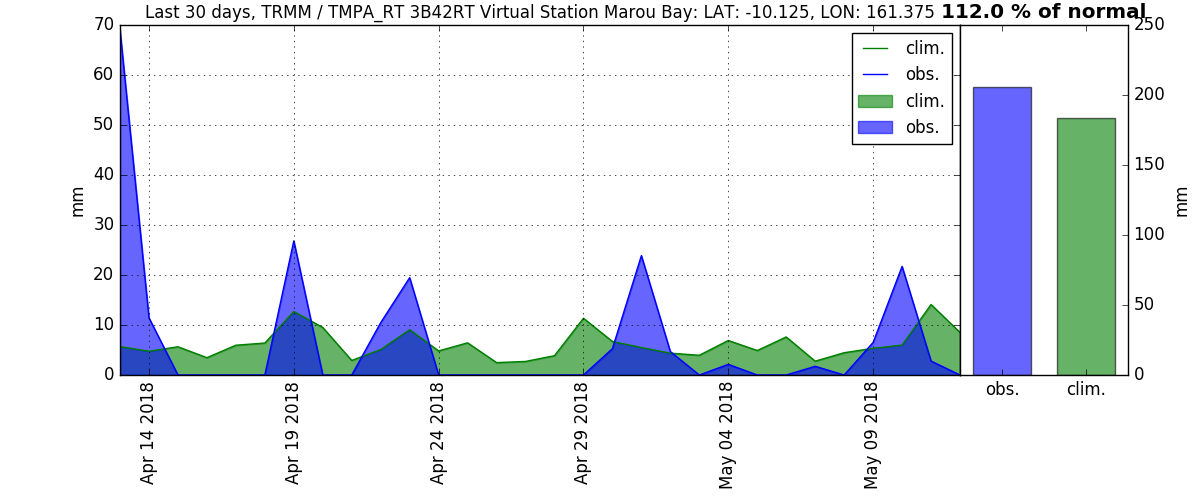 Last 30 days, TRMM / TMPA_RT 3B42RT Virtual Station Marou Bay: LAT: -10.125, LON: 161.375 112.0 % of normal
clim.
obs.
clim.
obs.
70
60
50
40
30
20
10
0
mm
Apr 14 2018
Apr 19 2018
Apr 24 2018
Apr 29 2018
May 04 2018
May 09 2018
250
200
150
100
50
0
mm
obs.
clim.